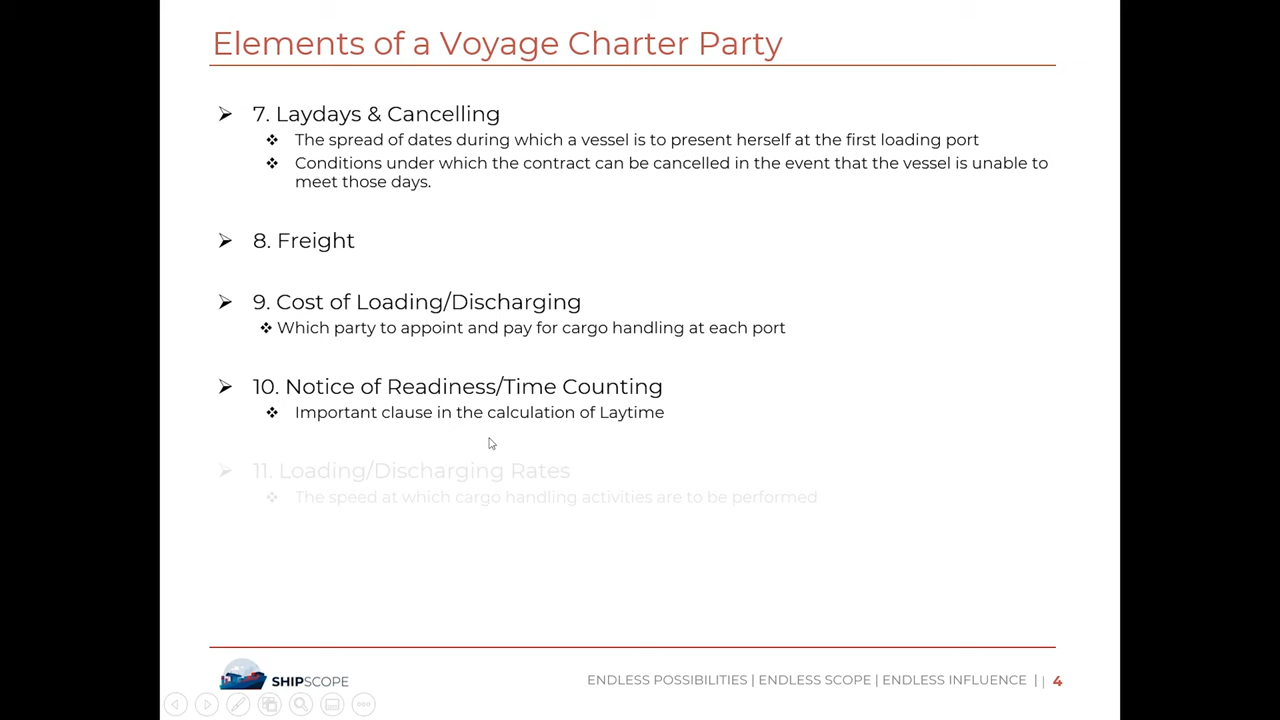 Elements of a Voyage Charter Party
7. Laydays & Cancelling
The spread of dates during which a vessel is to present herself at the first loading port
Conditions under which the contract can be cancelled in the event that the vessel is unable to
meet those days.
8. Freight
9. Cost of Loading/Discharging
Which party to appoint and pay for cargo handling at each port
10. Notice of Readiness/Time Counting
Important clause in the calculation of Laytime
11. Loading/Discharging Rates
The speed at which cargo handling activities are to be performed
SHIPSCOPE
ENDLESS POSSIBILITIES | ENDLESS SCOPE | ENDLESS INFLUENCE | | 4